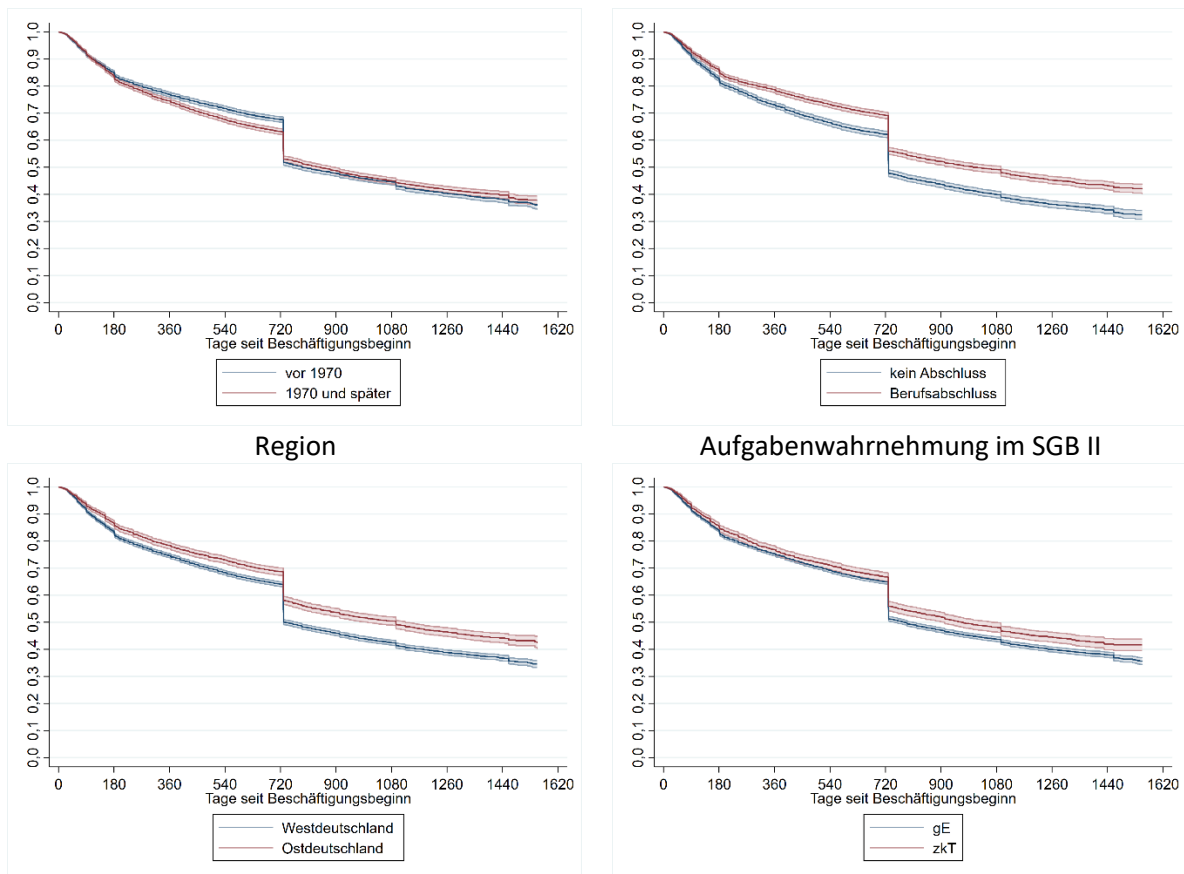 0,0 0,1 0,2 0,3 0,4 0,5 0,6 0,7 0,8 0,9 1,0
0 180 360 540 720 900 1080 1260 1440 1620
Tage seit Beschäftigungsbeginn
vor 1970
1970 und später
0,0 0,1 0,2 0,3 0,4 0,5 0,6 0,7 0,8 0,9 1,0
0 180 360 540 720 900 1080 1260 1440 1620
Tage seit Beschäftigungsbeginn
kein Abschluss
Berufsabschluss
Region
0,0 0,1 0,2 0,3 0,4 0,5 0,6 0,7 0,8 0,9 1,0
0 180 360 540 720 900 1080 1260 1440 1620
Tage seit Beschäftigungsbeginn
Westdeutschland
Ostdeutschland
Aufgabenwahrnehmung im SGB II
0,0 0,1 0,2 0,3 0,4 0,5 0,6 0,7 0,8 0,9 1,0
0 180 360 540 720 900 1080 1260 1440 1620
Tage seit Beschäftigungsbeginn
gE
zkT